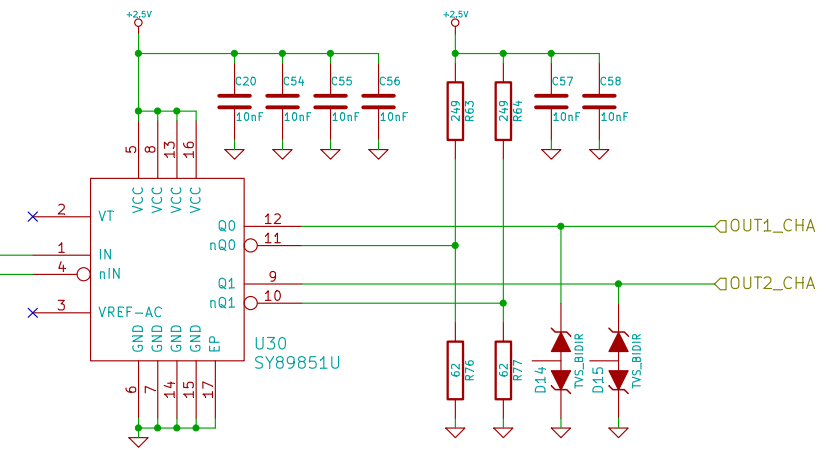 +2.5V
+2.5V
C20
C54
C55
C56
C57
C58
10nF
10nF
10nF
10nF
10nF
10nF
249
R63
249
R64
5
8
13
16
VCC
VCC
VCC
VCC
2
VT
1
IN
4
nIN
3
VREF-AC
Q0
12
nQ0
11
Q1
9
nQ1
10
OUT1_CHA
OUT2_CHA
GND
GND
GND
GND
EP
6
7
14
15
17
U30
SY89851U
62
R76
62
R77
D14
TVS_BIDIR
D15
TVS_BIDIR